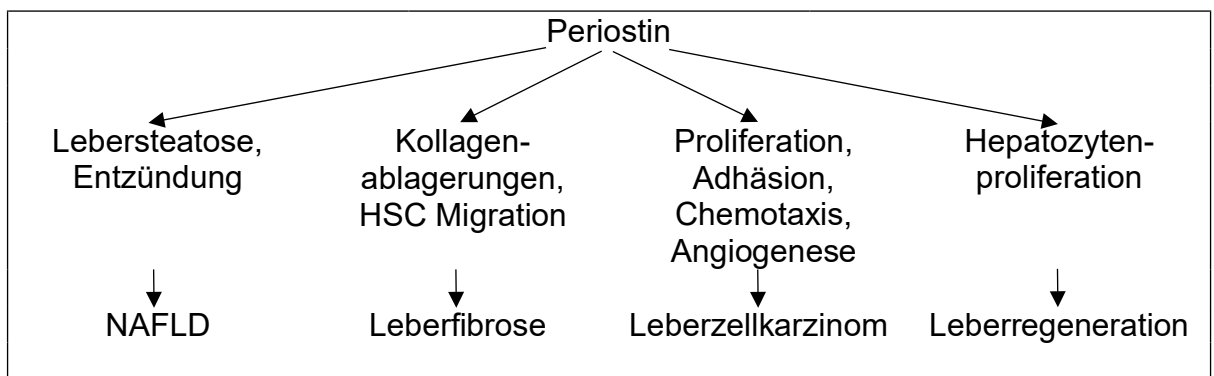 Periostin
Lebersteatose,
Entzündung
Kollagen-
ablagerungen,
HSC Migration
Proliferation,
Adhäsion,
Chemotaxis,
Angiogenese
Hepatozyten-
proliferation
NAFLD
Leberfibrose
Leberzellkarzinom
Leberregeneration